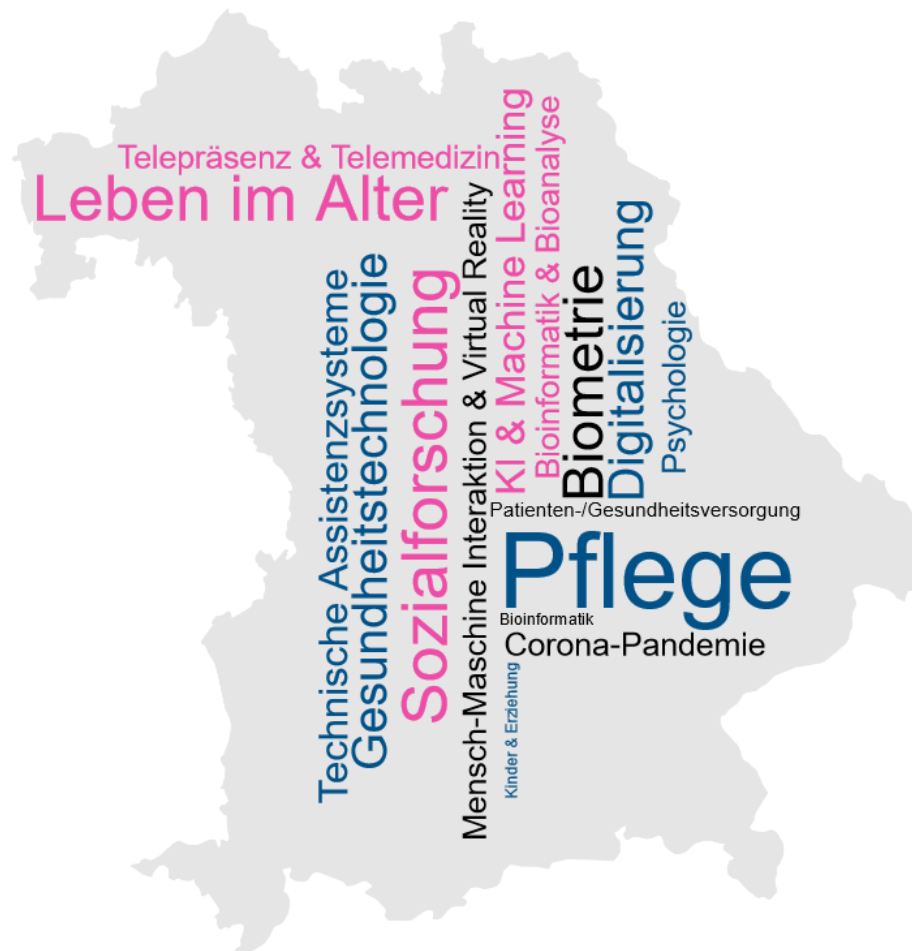 Telepräsenz & Telemedizin
Leben im Alter
Technische Assistenzsysteme
Gesundheitstechnologie
Sozialforschung
Mensch-Maschine Interaktion & Virtual Reality
KI & Machine Learning
Bioinformatik & Bioanalyse
Biometrie
Digitalisierung
Psychologie
Patienten-/Gesundheitsversorgung
Pflege
Bioinformatik
Corona-Pandemie
Kinder & Erziehung